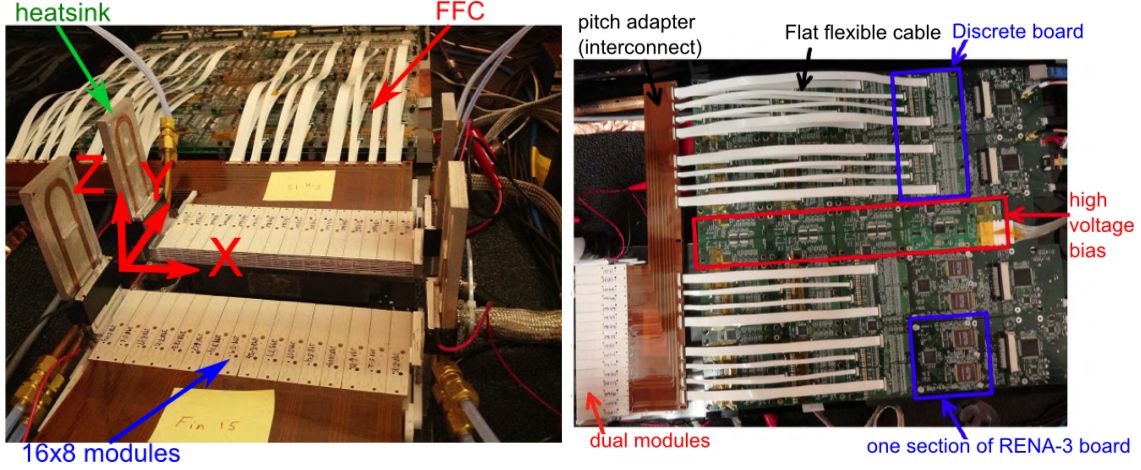 heatsink
FFC
Z
Y
X
Fin 15
Fin 15
16x8 modules
pitch adapter
(interconnect)
Flat flexible cable
Discrete board
high
voltage
bias
dual modules
one section of RENA-3 board